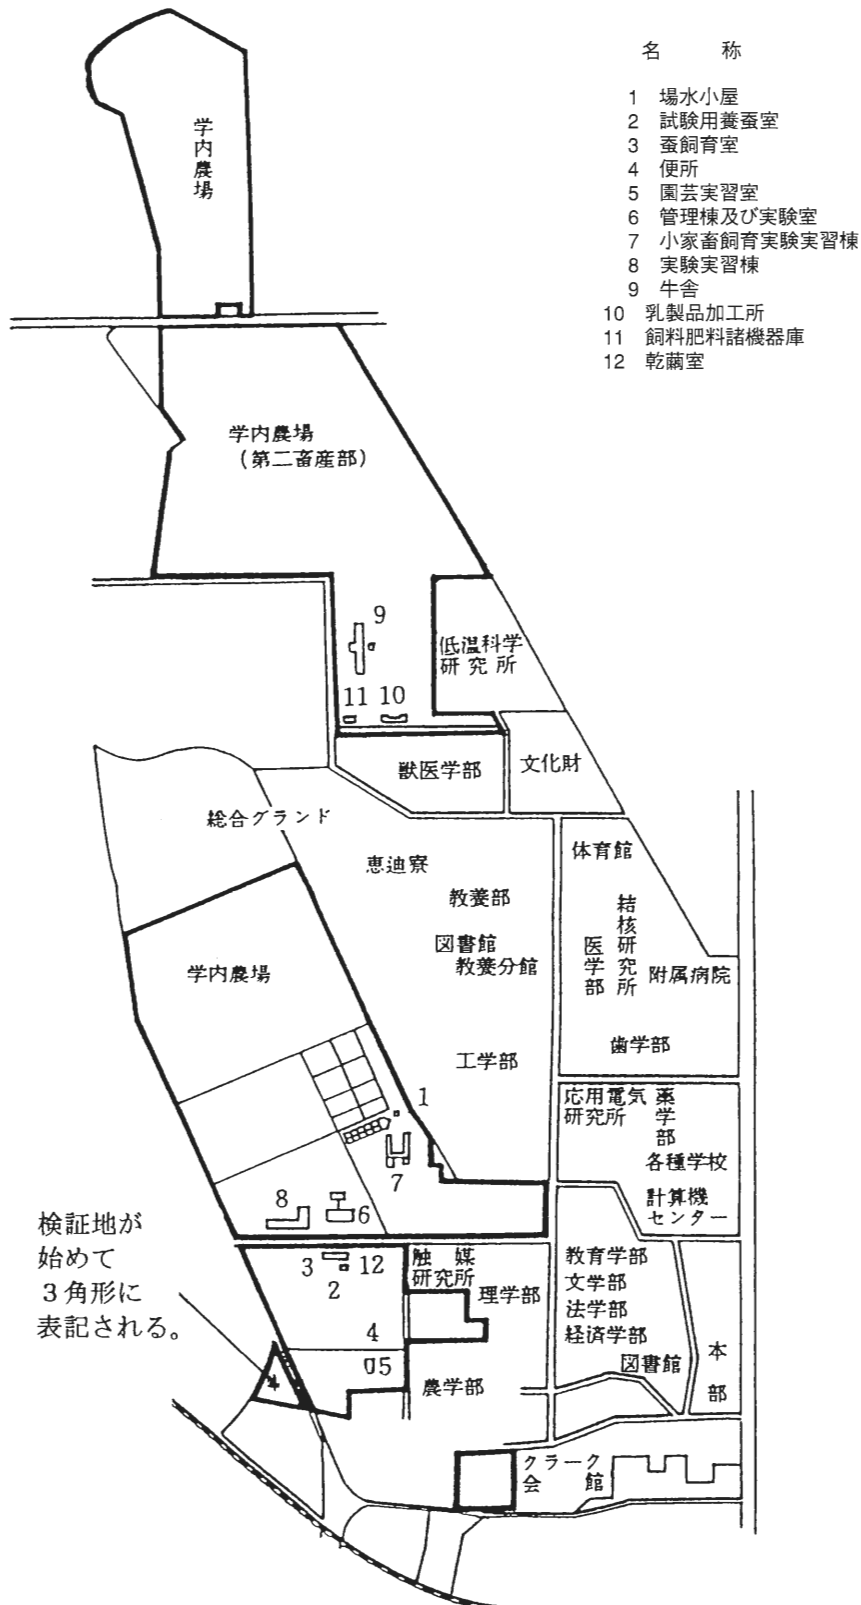 名　称
1 場水小屋
2 試験用養蚕室
3 蚕飼育室
4 便所
5 園芸実習室
6 管理棟及び実験室
7 小家畜飼育実験実習棟
8 実験実習棟
9 牛舎
10 乳製品加工所
11 飼料肥料諸機器庫
12 乾繭室
学内農場
学内農場
（第二畜産部）
9
低温科学
研究所
11 10
獣医学部
文化財
総合グランド
恵迪寮
体育館
教養部
結核研究所
医学部
図書館
教養分館
学内農場
附属病院
歯学部
工学部
1
応用電気
研究所
薬学部
各種学校
7
8
6
計算機
センター
検証地が
始めて
3角形に
表記される。
3 12
2
触媒
研究所
理学部
教育学部
文学部
法学部
経済学部
4
5
図書館
本部
農学部
クラーク
会館